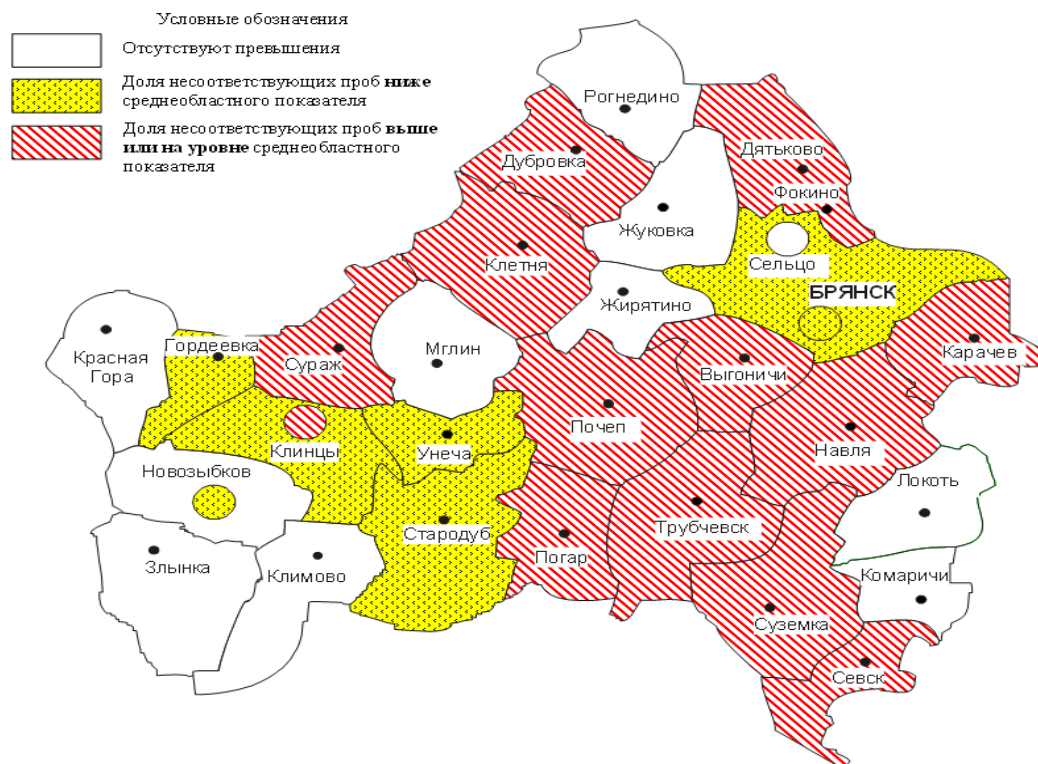 Условные обозначения
Отсутствуют превышения
Доля несоответствующих проб ниже
среднеобластного показателя
Доля несоответствующих проб выше
или на уровне среднеобластного
показателя
Рогнедино
Дубровка
Дятьково
Фокино
Жуковка
Клетня
Сельцо
БРЯНСК
Жирятино
Гордеевка
Мглин
Карачев
Красная
Гора
Сураж
Выгоничи
Почеп
Клинцы
Унеча
Навля
Новозыбков
Локоть
Трубчевск
Стародуб
Погар
Злынка
Климово
Комаричи
Суземка
Севск